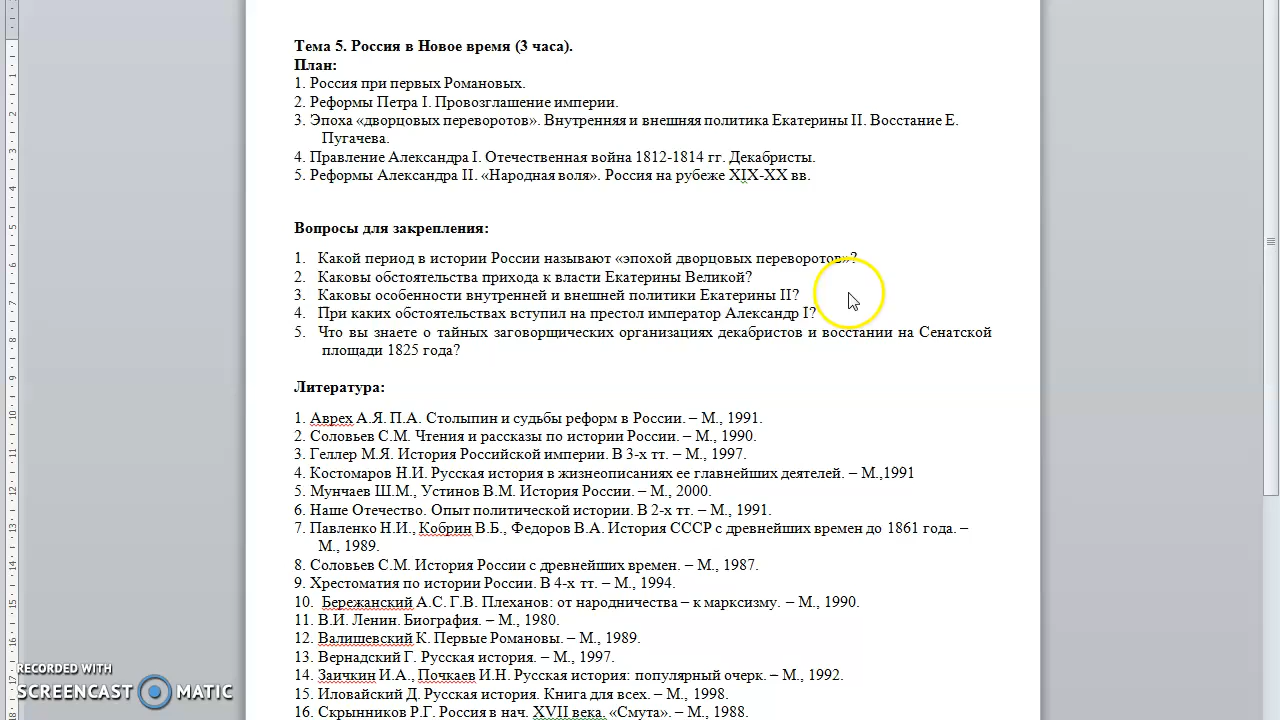 Тема 5. Россия в Новое время (3 часа).
План:
1. Россия при первых Романовых.
2. Реформы Петра I. Провозглашение империи.
3. Эпоха «дворцовых переворотов». Внутренняя и внешняя политика Екатерины II. Восстание Е.
Пугачева.
4. Правление Александра I. Отечественная война 1812-1814 гг. Декабристы.
5. Реформы Александра II. «Народная воля». Россия на рубеже XIX-XX вв.
Вопросы для закрепления:
1. Какой период в истории России называют «эпохой дворцовых переворотов»?
2. Каковы обстоятельства прихода к власти Екатерины Великой?
3. Каковы особенности внутренней и внешней политики Екатерины II?
4. При каких обстоятельствах вступил на престол император Александр I?
5. Что вы знаете о тайных заговорщических организациях декабристов и восстании на Сенатской
площади 1825 года?
Литература:
1. Аврех А.Я. П.А. Столыпин и судьбы реформ в России. – М., 1991.
2. Соловьев С.М. Чтения и рассказы по истории России. – М., 1990.
3. Геллер М.Я. История Российской империи. В 3-х тт. – М., 1997.
4. Костомаров Н.И. Русская история в жизнеописаниях ее главнейших деятелей. – М.,1991
5. Мунчаев Ш.М., Устинов В.М. История России. – М., 2000.
6. Наше Отечество. Опыт политической истории. В 2-х тт. – М., 1991.
7. Павленко Н.И., Кобрин В.Б., Федоров В.А. История СССР с древнейших времен до 1861 года. –
М., 1989.
8. Соловьев С.М. История России с древнейших времен. – М., 1987.
9. Хрестоматия по истории России. В 4-х тт. – М., 1994.
10. Бережанский А.С. Г.В. Плеханов: от народничества – к марксизму. – М., 1990.
11. В.И. Ленин. Биография. – М., 1980.
12. Валишевский К. Первые Романовы. – М., 1989.
13. Вернадский Г. Русская история. – М., 1997.
14. Заичкин И.А., Почкаев И.Н. Русская история: популярный очерк. – М., 1992.
15. Иловайский Д. Русская история. Книга для всех. – М., 1998.
16. Скрынников Р.Г. Россия в нач. XVII века. «Смута». – М., 1988.
RECORDED WITH
SCREENCAST MATIC